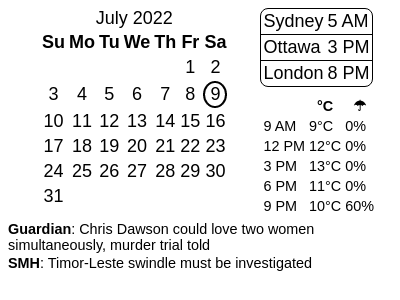 July 2022
Su Mo Tu We Th Fr Sa
1 2
3 4 5 6 7 8 9
10 11 12 13 14 15 16
17 18 19 20 21 22 23
24 25 26 27 28 29 30
31
Sydney 5 AM
Ottawa 3 PM
London 8 PM
°C ☂
9 AM 9°C 0%
12 PM 12°C 0%
3 PM 13°C 0%
6 PM 11°C 0%
9 PM 10°C 60%
Guardian: Chris Dawson could love two women
simultaneously, murder trial told
SMH: Timor-Leste swindle must be investigated